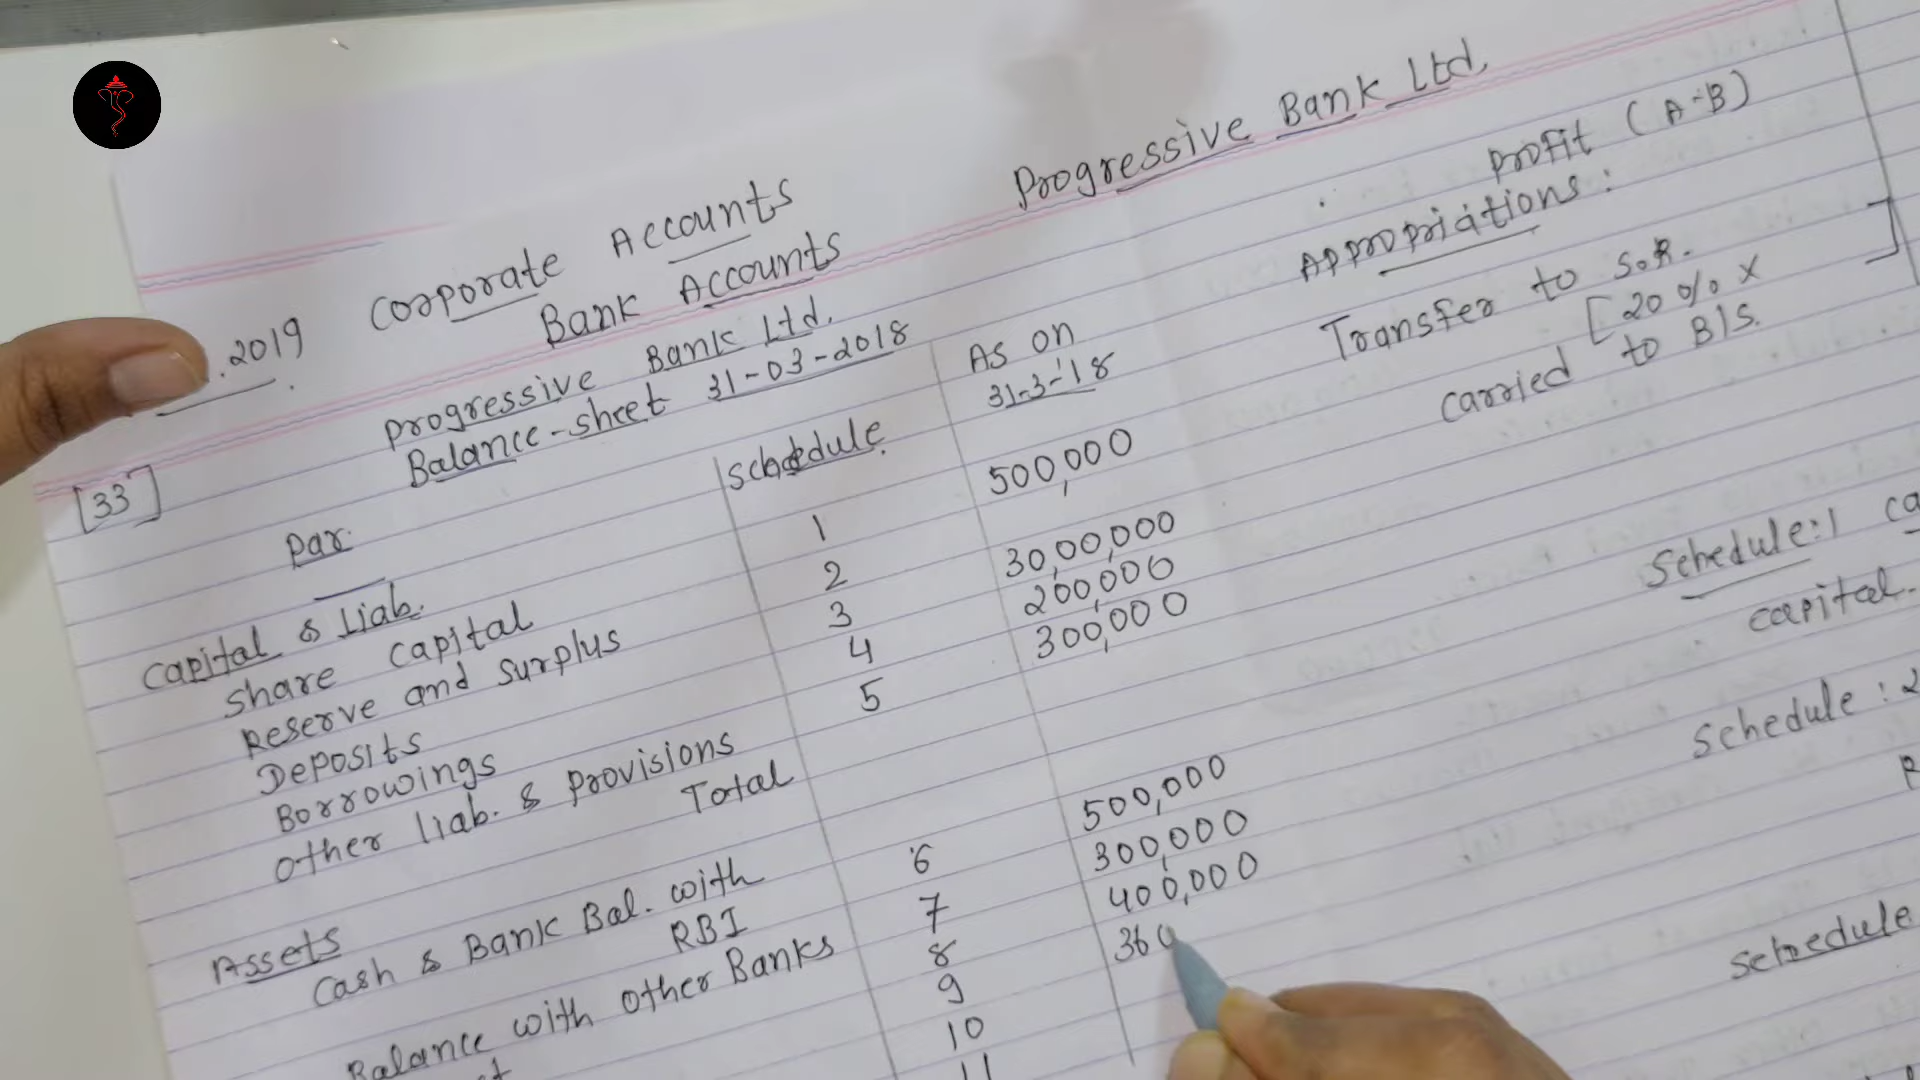 .2019
Corporate Accounts
Bank Accounts
Progressive Bank Ltd.
Balance-sheet 31-03-2018
[33]
Par.
schedule.
As on
31-3-'18
Capital & liab.
share capital 1 500,000
Reserve and surplus 2
Deposits 3 30,00,000
Borrowings 4 200,000
other liab. & provisions 5 300,000
Total
Assets
Cash & Bank Bal. with
RBI 6 500,000
Balance with other Banks 7 300,000
8 400,000
9 360
10
11
Progressive Bank Ltd.
profit (A-B)
Appropriations:
Transfer to S.R.
[20% x ]
carried to B/S.
Schedule:1
capital.
Schedule:2
Schedule